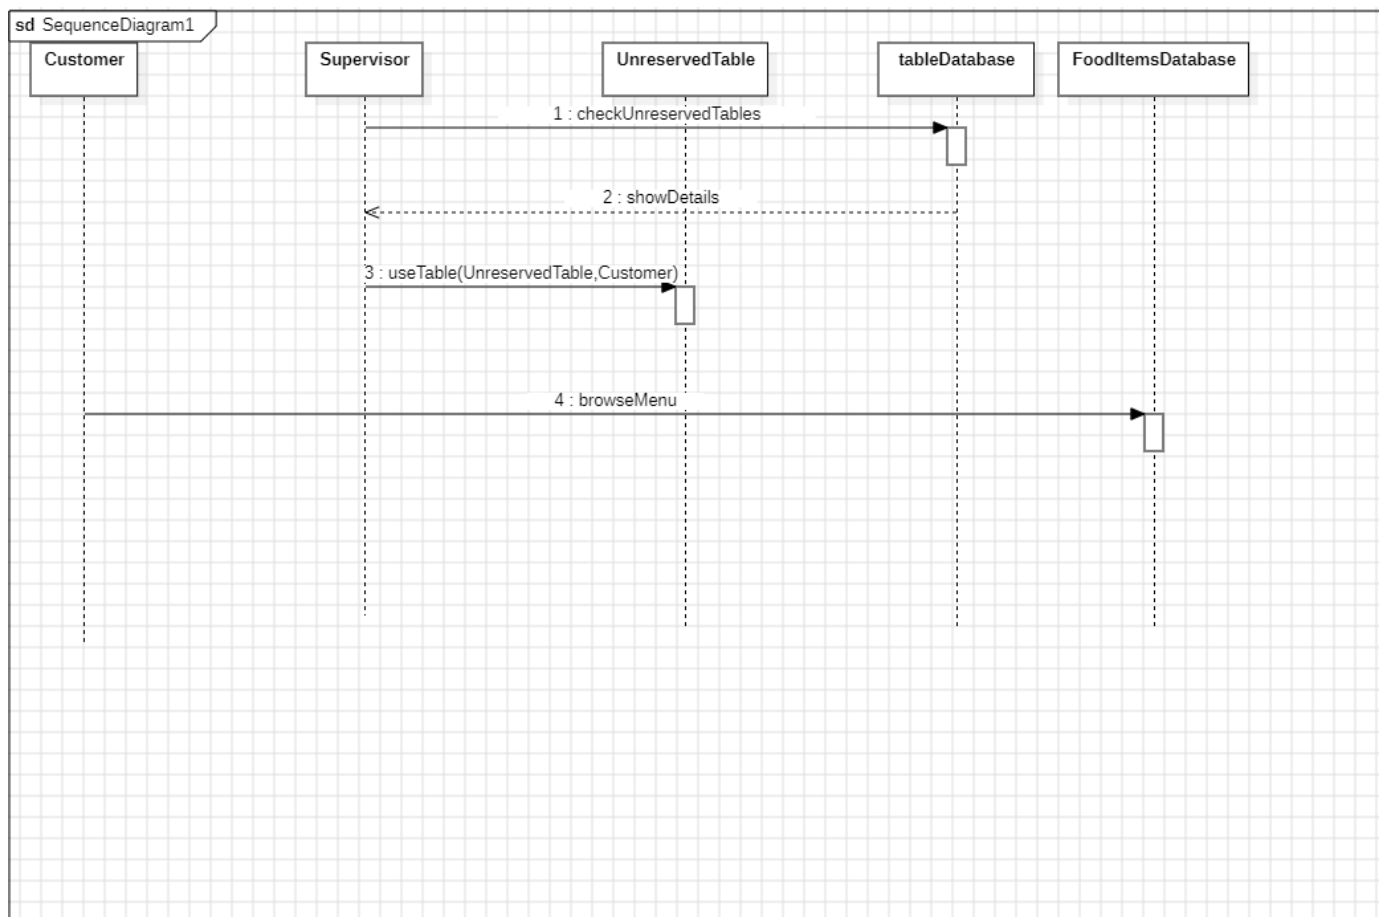 sd SequenceDiagram1
Customer
Supervisor
UnreservedTable
tableDatabase
FoodItemsDatabase
1 : checkUnreservedTables
2 : showDetails
3 : useTable(UnreservedTable,Customer)
4 : browseMenu